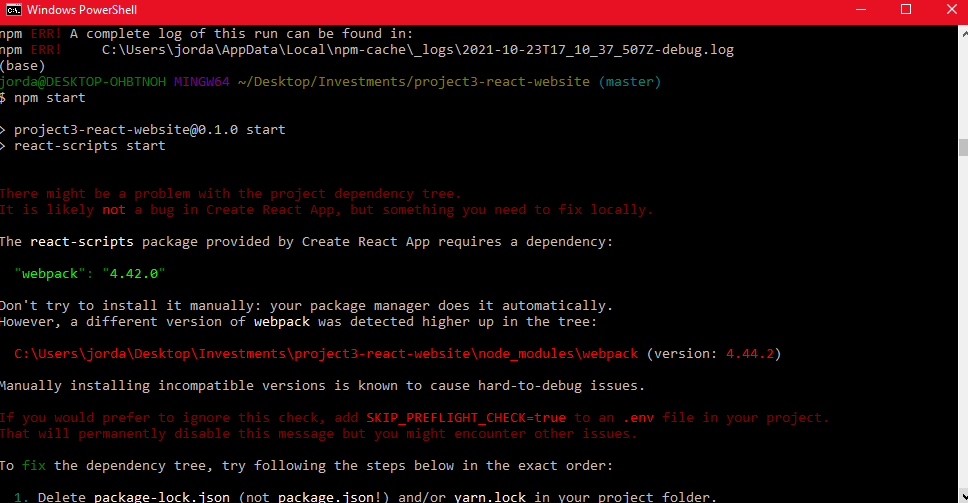 Windows PowerShell
npm ERR! A complete log of this run can be found in:
npm ERR!     C:\Users\jorda\AppData\Local\npm-cache\_logs\2021-10-23T17_10_37_507Z-debug.log
(base)
jorda@DESKTOP-OHBTNOH MINGW64 ~/Desktop/Investments/project3-react-website (master)
$ npm start
> project3-react-website@0.1.0 start
> react-scripts start
There might be a problem with the project dependency tree.
It is likely not a bug in Create React App, but something you need to fix locally.
The react-scripts package provided by Create React App requires a dependency:
"webpack": "4.42.0"
Don't try to install it manually: your package manager does it automatically.
However, a different version of webpack was detected higher up in the tree:
C:\Users\jorda\Desktop\Investments\project3-react-website\node_modules\webpack (version: 4.44.2)
Manually installing incompatible versions is known to cause hard-to-debug issues.
If you would prefer to ignore this check, add SKIP_PREFLIGHT_CHECK=true to an .env file in your project.
That will permanently disable this message but you might encounter other issues.
To fix the dependency tree, try following the steps below in the exact order:
1. Delete package-lock.json (not package.json!) and/or yarn.lock in your project folder.